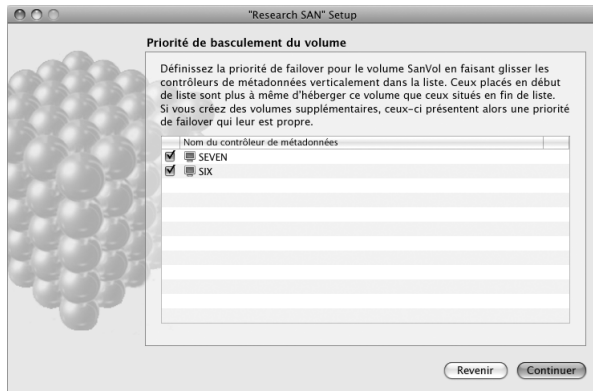 "Research SAN" Setup
Priorité de basculement du volume
Définissez la priorité de failover pour le volume SanVol en faisant glisser les
contrôleurs de métadonnées verticalement dans la liste. Ceux placés en début
de liste sont plus à même d'héberger ce volume que ceux situés en fin de liste.
Si vous créez des volumes supplémentaires, ceux-ci présentent alors une priorité
de failover qui leur est propre.
Nom du contrôleur de métadonnées
SEVEN
SIX
Revenir
Continuer